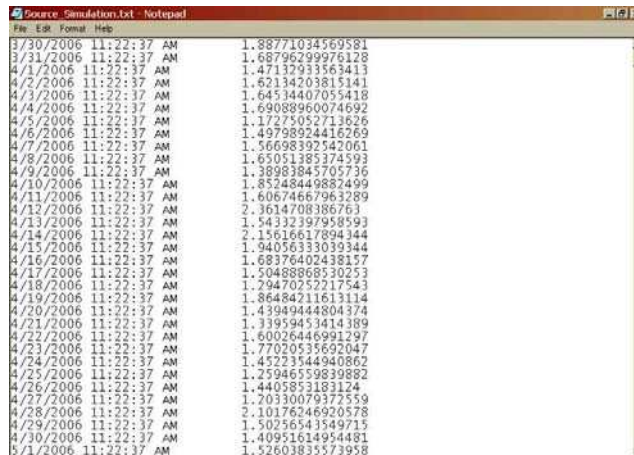 Source_Simulation.txt - Notepad
File Edit Format Help
3/30/2006 11:22:37 AM 1.88771034569581
3/31/2006 11:22:37 AM 1.68796299976128
4/1/2006 11:22:37 AM 1.47132933563413
4/2/2006 11:22:37 AM 1.62134203815141
4/3/2006 11:22:37 AM 1.64534407055418
4/4/2006 11:22:37 AM 1.69088960074692
4/5/2006 11:22:37 AM 1.17275052713626
4/6/2006 11:22:37 AM 1.49798924416269
4/7/2006 11:22:37 AM 1.56698392542061
4/8/2006 11:22:37 AM 1.65051385374593
4/9/2006 11:22:37 AM 1.38983845705736
4/10/2006 11:22:37 AM 1.85248449882499
4/11/2006 11:22:37 AM 1.60674667963289
4/12/2006 11:22:37 AM 2.3614708386763
4/13/2006 11:22:37 AM 1.54332397958593
4/14/2006 11:22:37 AM 2.15616617894344
4/15/2006 11:22:37 AM 1.94056333039344
4/16/2006 11:22:37 AM 1.68376402438157
4/17/2006 11:22:37 AM 1.50488868530253
4/18/2006 11:22:37 AM 1.29470252217543
4/19/2006 11:22:37 AM 1.86484211613114
4/20/2006 11:22:37 AM 1.43949444804374
4/21/2006 11:22:37 AM 1.33959453414389
4/22/2006 11:22:37 AM 1.60026446991297
4/23/2006 11:22:37 AM 1.77020535692047
4/24/2006 11:22:37 AM 1.45223544940862
4/25/2006 11:22:37 AM 1.25946559839882
4/26/2006 11:22:37 AM 1.4405853183124
4/27/2006 11:22:37 AM 1.20330079372559
4/28/2006 11:22:37 AM 2.10176246920578
4/29/2006 11:22:37 AM 1.50256543549715
4/30/2006 11:22:37 AM 1.40951614954481
5/1/2006 11:22:37 AM 1.52603835573958